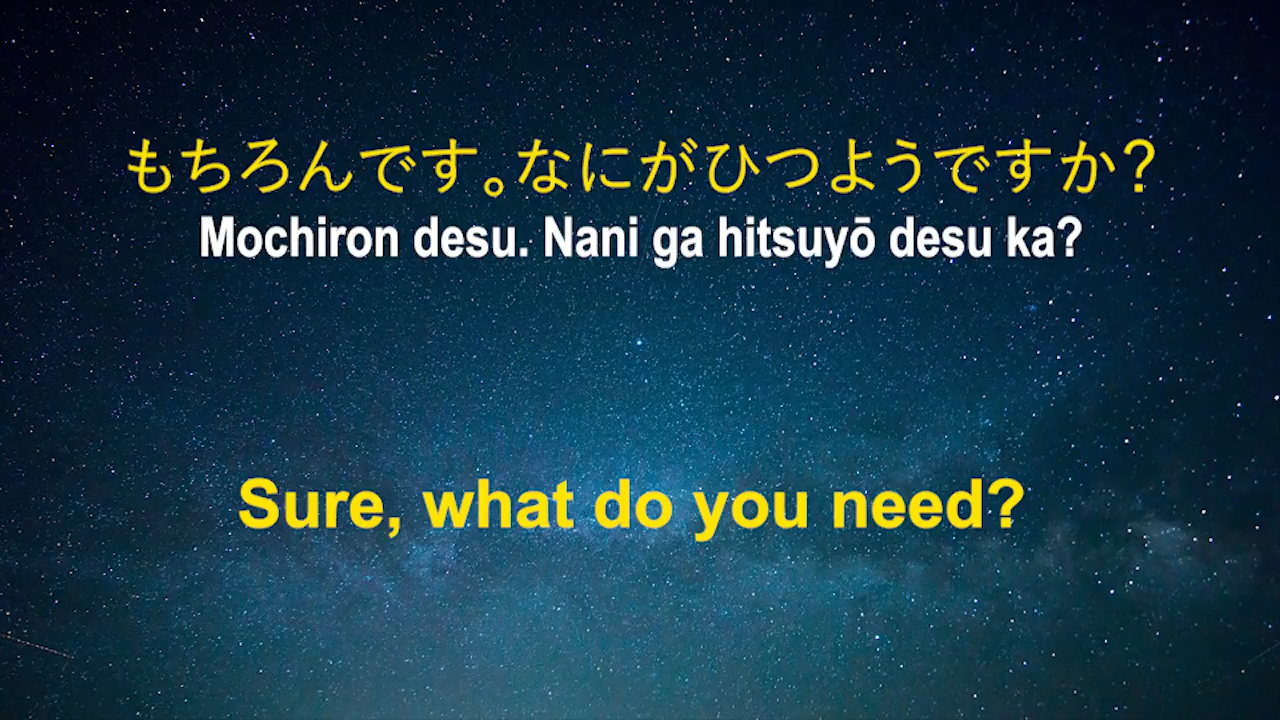 もちろんです。なにがひつようですか?
Mochiron desu. Nani ga hitsuyō desu ka?
Sure, what do you need?